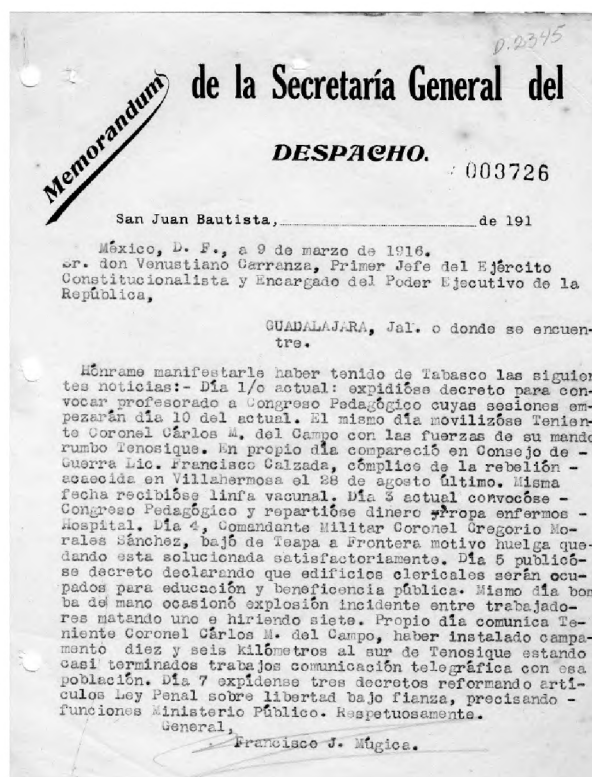 D.2345
Memorandum de la Secretaría General del
DESPACHO.
003726
San Juan Bautista, de 191
México, D. F., a 9 de marzo de 1916.
Sr. don Venustiano Carranza, Primer Jefe del Ejército
Constitucionalista y Encargado del Poder Ejecutivo de la
República,
GUADALAJARA, Jal. o donde se encuen-
tre.
Hónrame manifestarle haber tenido de Tabasco las siguien
tes noticias:- Día 1/o actual: expidióse decreto para con-
vocar profesorado a Congreso Pedagógico cuyas sesiones em-
pezarán día 10 del actual. El mismo día movilizóse Tenien-
te Coronel Cárlos M. del Campo con las fuerzas de su mando
rumbo Tenosique. En propio día compareció en Consejo de -
Guerra Lic. Francisco Calzada, cómplice de la rebelión -
acaecida en Villahermosa el 28 de agosto último. Misma
fecha recibióse linfa vacunal. Día 3 actual convocóse -
Congreso Pedagógico y repartióse dinero y ropa enfermos -
Hospital. Día 4, Comandante Militar Coronel Gregorio Mo-
rales Sánchez, bajó de Teapa a Frontera motivo huelga que-
dando esta solucionada satisfactoriamente. Día 5 publicó-
se decreto declarando que edificios clericales serán ocu-
pados para educación y beneficencia pública. Mismo día bom
ba de mano ocasionó explosión incidente entre trabajado-
res matando uno e hiriendo siete. Propio día comunica Te-
niente Coronel Cárlos M. del Campo, haber instalado campa-
mento diez y seis kilómetros al sur de Tenosique estando
casi terminados trabajos comunicación telegráfica con esa
población. Día 7 expídense tres decretos reformando artí-
culos Ley Penal sobre libertad bajo fianza, precisando -
funciones Ministerio Público. Respetuosamente.
General,
Francisco J. Múgica.